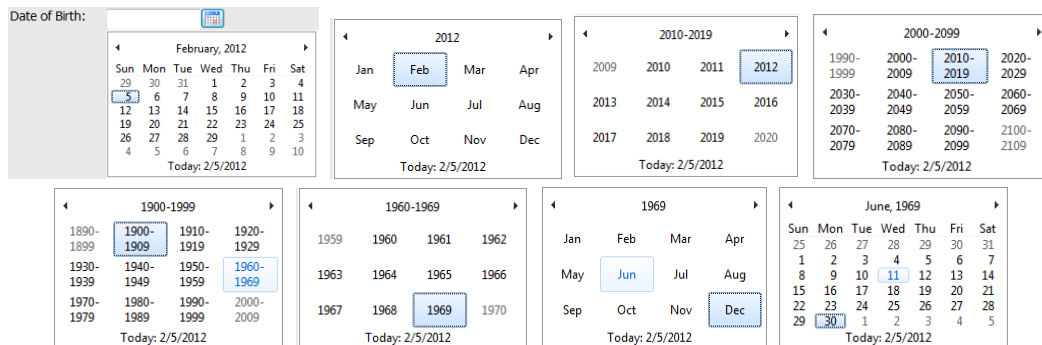 Date of Birth:
February, 2012
Sun Mon Tue Wed Thu Fri Sat
29 30 31 1 2 3 4
5 6 7 8 9 10 11
12 13 14 15 16 17 18
19 20 21 22 23 24 25
26 27 28 29 1 2 3
4 5 6 7 8 9 10
Today: 2/5/2012
2012
Jan Feb Mar Apr
May Jun Jul Aug
Sep Oct Nov Dec
Today: 2/5/2012
2010-2019
2009 2010 2011 2012
2013 2014 2015 2016
2017 2018 2019 2020
Today: 2/5/2012
2000-2099
1990- 2000- 2010- 2020-
1999 2009 2019 2029
2030- 2040- 2050- 2060-
2039 2049 2059 2069
2070- 2080- 2090- 2100-
2079 2089 2099 2109
Today: 2/5/2012
1900-1999
1890- 1900- 1910- 1920-
1899 1909 1919 1929
1930- 1940- 1950- 1960-
1939 1949 1959 1969
1970- 1980- 1990- 2000-
1979 1989 1999 2009
Today: 2/5/2012
1960-1969
1959 1960 1961 1962
1963 1964 1965 1966
1967 1968 1969 1970
Today: 2/5/2012
1969
Jan Feb Mar Apr
May Jun Jul Aug
Sep Oct Nov Dec
Today: 2/5/2012
June, 1969
Sun Mon Tue Wed Thu Fri Sat
25 26 27 28 29 30 31
1 2 3 4 5 6 7
8 9 10 11 12 13 14
15 16 17 18 19 20 21
22 23 24 25 26 27 28
29 30 1 2 3 4 5
Today: 2/5/2012